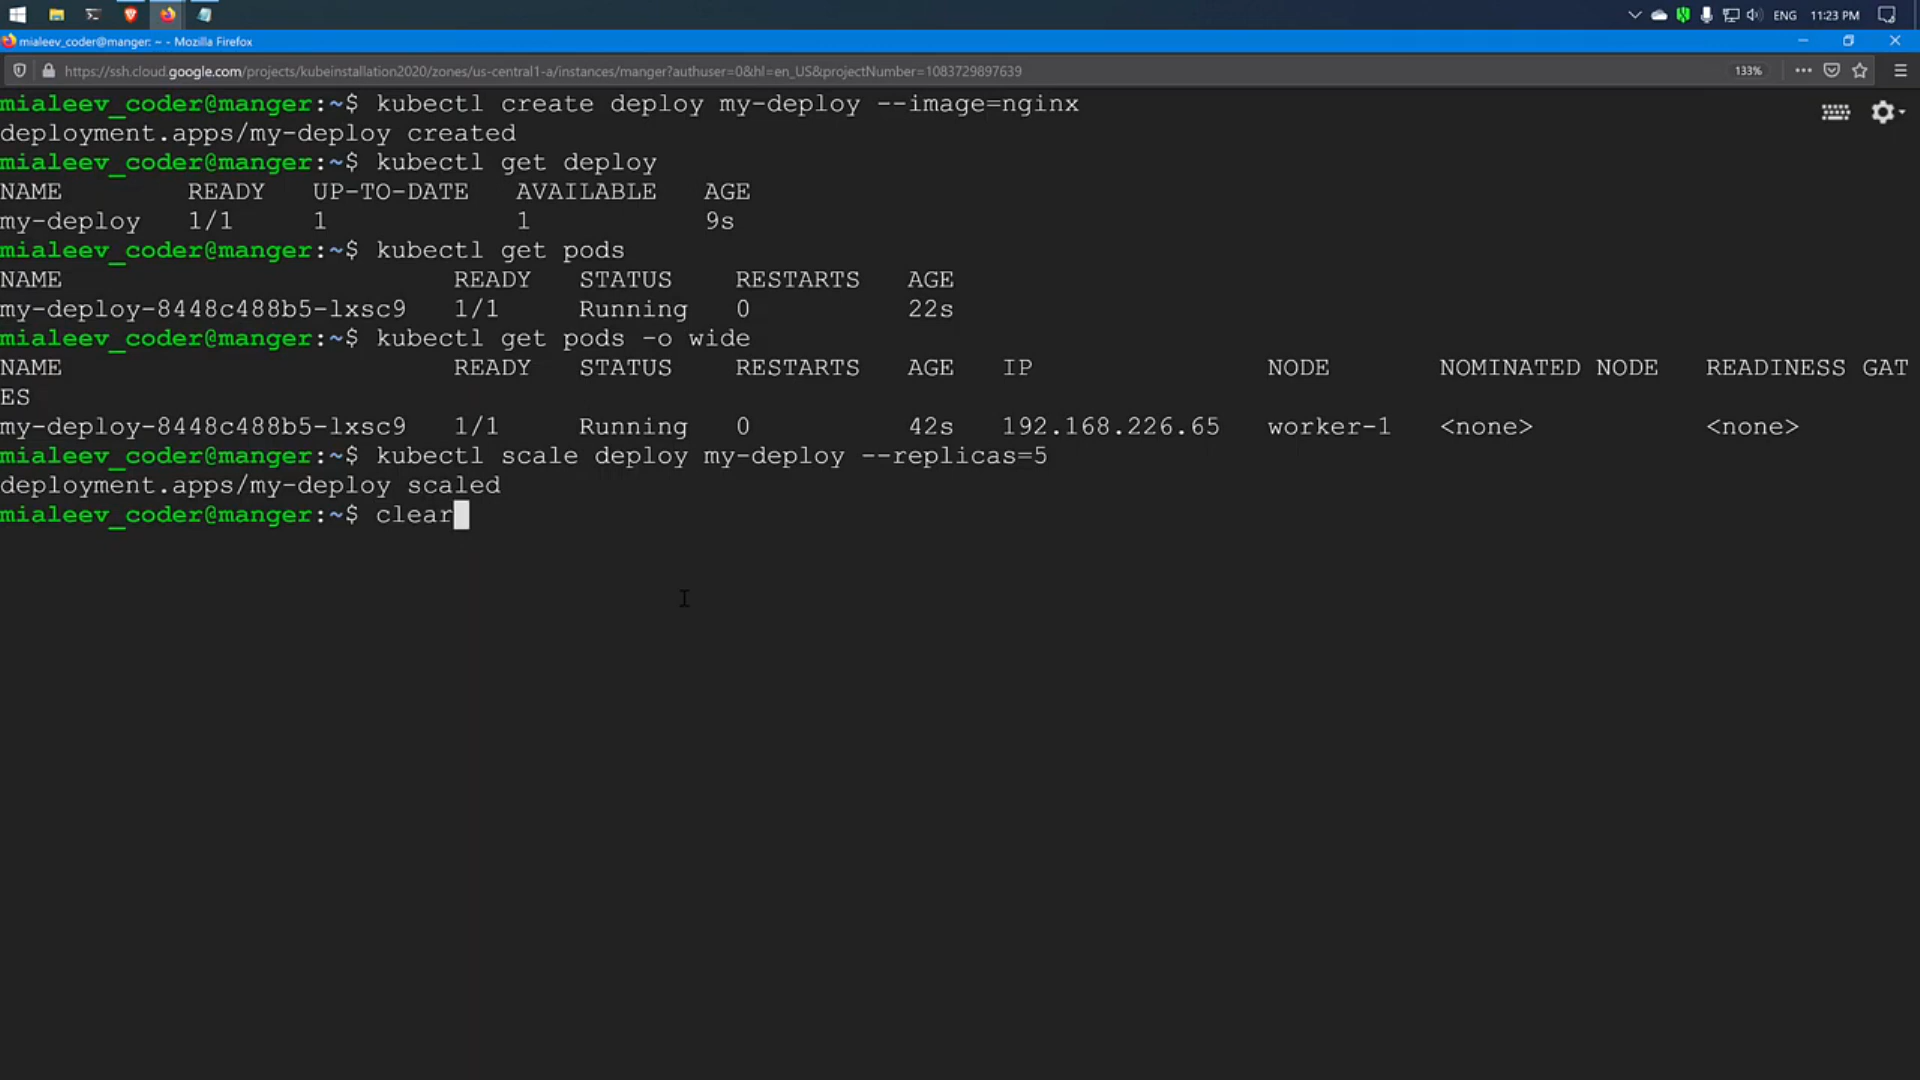 ENG 11:23 PM
mialeev_coder@manger: ~ - Mozilla Firefox
https://ssh.cloud.google.com/projects/kubeinstallation2020/zones/us-central1-a/instances/manger?authuser=0&hl=en_US&projectNumber=1083729897639 133%
mialeev_coder@manger:~$ kubectl create deploy my-deploy --image=nginx
deployment.apps/my-deploy created
mialeev_coder@manger:~$ kubectl get deploy
NAME READY UP-TO-DATE AVAILABLE AGE
my-deploy 1/1 1 1 9s
mialeev_coder@manger:~$ kubectl get pods
NAME READY STATUS RESTARTS AGE
my-deploy-8448c488b5-lxsc9 1/1 Running 0 22s
mialeev_coder@manger:~$ kubectl get pods -o wide
NAME READY STATUS RESTARTS AGE IP NODE NOMINATED NODE READINESS GAT
ES
my-deploy-8448c488b5-lxsc9 1/1 Running 0 42s 192.168.226.65 worker-1 <none> <none>
mialeev_coder@manger:~$ kubectl scale deploy my-deploy --replicas=5
deployment.apps/my-deploy scaled
mialeev_coder@manger:~$ clear